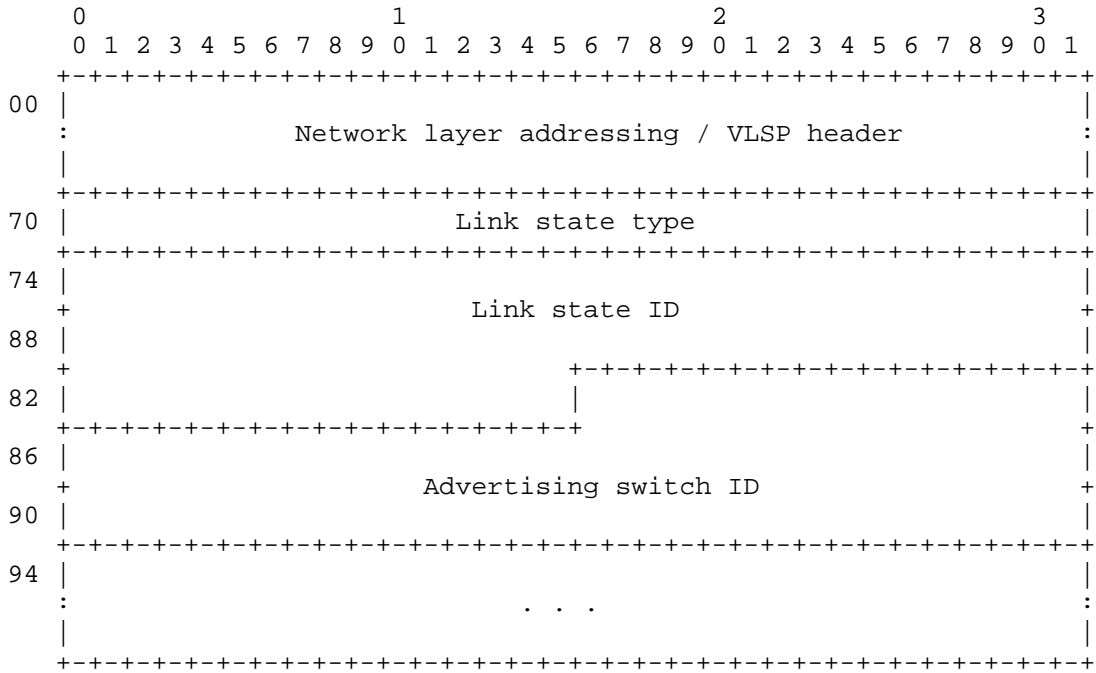 0                   1                   2                   3
    0 1 2 3 4 5 6 7 8 9 0 1 2 3 4 5 6 7 8 9 0 1 2 3 4 5 6 7 8 9 0 1
   +-+-+-+-+-+-+-+-+-+-+-+-+-+-+-+-+-+-+-+-+-+-+-+-+-+-+-+-+-+-+-+-+
00 |                                                               |
   :              Network layer addressing / VLSP header           :
   |                                                               |
   +-+-+-+-+-+-+-+-+-+-+-+-+-+-+-+-+-+-+-+-+-+-+-+-+-+-+-+-+-+-+-+-+
70 |                        Link state type                        |
   +-+-+-+-+-+-+-+-+-+-+-+-+-+-+-+-+-+-+-+-+-+-+-+-+-+-+-+-+-+-+-+-+
74 |                                                               |
   +                         Link state ID                         +
88 |                                                               |
   +                               +-+-+-+-+-+-+-+-+-+-+-+-+-+-+-+-+
82 |                               |                               |
   +-+-+-+-+-+-+-+-+-+-+-+-+-+-+-+-+                               +
86 |                                                               |
   +                      Advertising switch ID                    +
90 |                                                               |
   +-+-+-+-+-+-+-+-+-+-+-+-+-+-+-+-+-+-+-+-+-+-+-+-+-+-+-+-+-+-+-+-+
94 |                                                               |
   :                            . . .                              :
   |                                                               |
   +-+-+-+-+-+-+-+-+-+-+-+-+-+-+-+-+-+-+-+-+-+-+-+-+-+-+-+-+-+-+-+-+